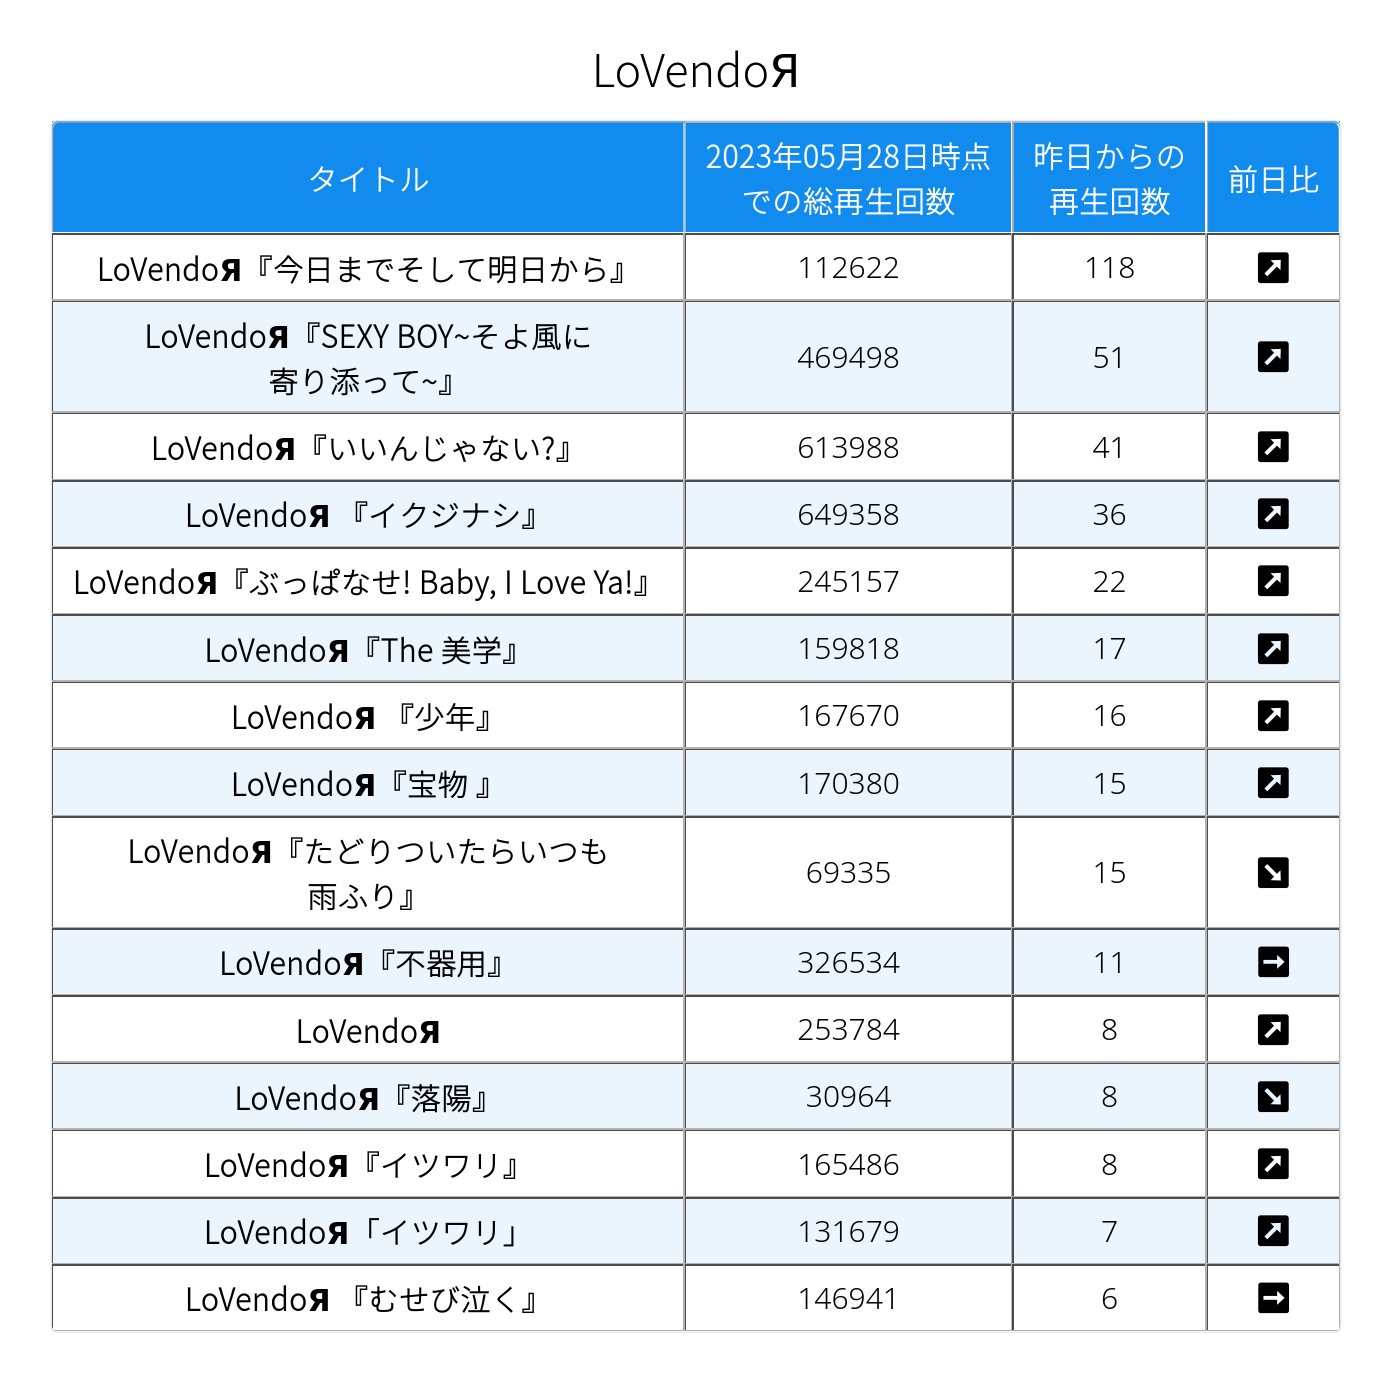 LoVendoЯ
タイトル
2023年05月28日時点
での総再生回数
昨日からの
再生回数
前日比
LoVendoЯ『今日までそして明日から』 112622 118
LoVendoЯ『SEXY BOY~そよ風に
寄り添って~』 469498 51
LoVendoЯ『いいんじゃない?』 613988 41
LoVendoЯ 『イクジナシ』 649358 36
LoVendoЯ『ぶっぱなせ! Baby, I Love Ya!』 245157 22
LoVendoЯ『The 美学』 159818 17
LoVendoЯ 『少年』 167670 16
LoVendoЯ『宝物 』 170380 15
LoVendoЯ『たどりついたらいつも
雨ふり』 69335 15
LoVendoЯ『不器用』 326534 11
LoVendoЯ 253784 8
LoVendoЯ『落陽』 30964 8
LoVendoЯ『イツワリ』 165486 8
LoVendoЯ「イツワリ」 131679 7
LoVendoЯ 『むせび泣く』 146941 6